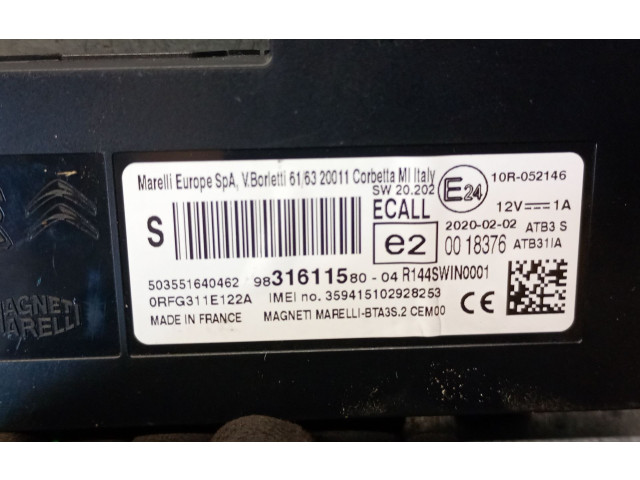 Marelli Europe SpA, V.Borletti 61/63 20011 Corbetta MI Italy
SW 20.202
E24
10R-052146
S
ECALL
12V⎓1A
e2
2020-02-02 ATB3 S
00 18376 ATB31IA
503551640462 9831611580-04 R144SWIN0001
0RFG311E122A IMEI no. 359415102928253
MADE IN FRANCE MAGNETI MARELLI-BTA3S.2 CEM00
MAGNETI
MARELLI